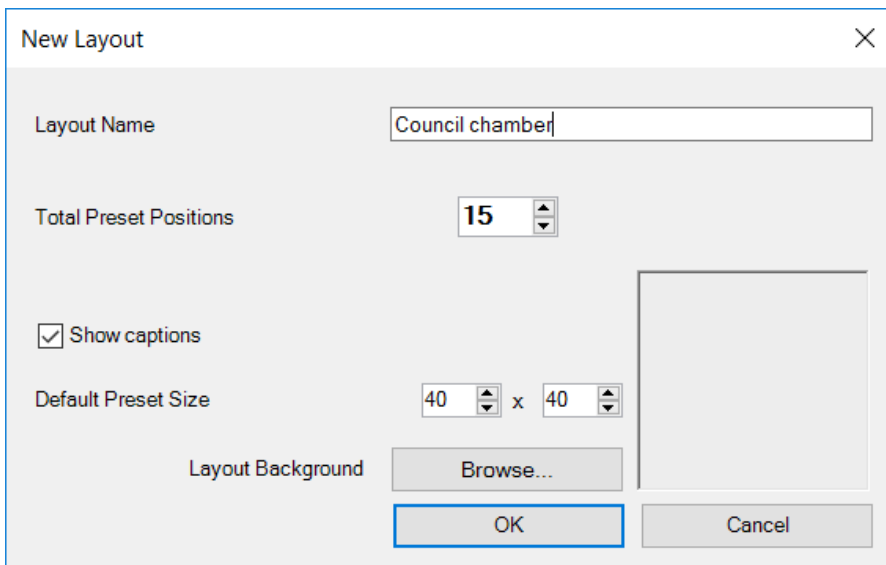 New Layout
Layout Name Council chamber
Total Preset Positions 15
Show captions
Default Preset Size 40 x 40
Layout Background Browse...
OK Cancel